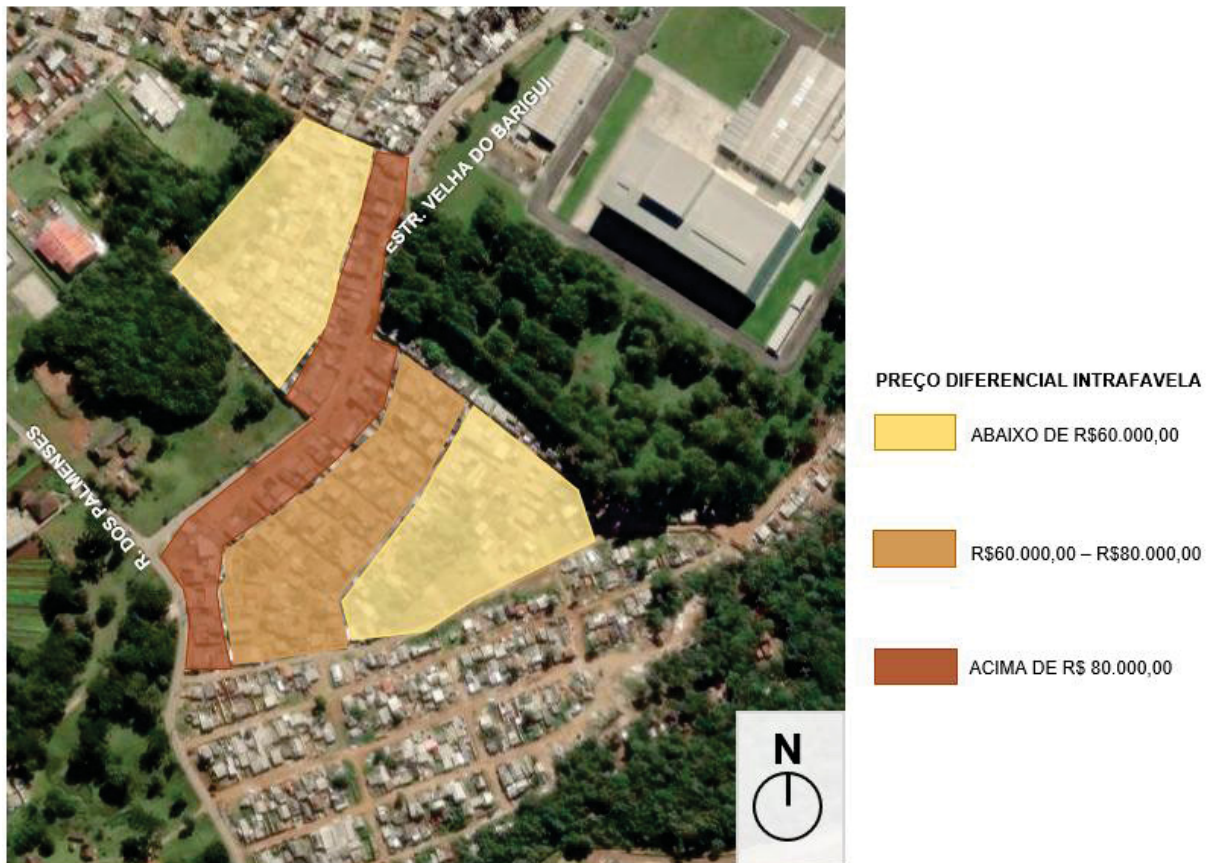 ESTR. VELHA DO BARIGUI
R. DOS PALMENSES
PREÇO DIFERENCIAL INTRAFAVELA
ABAIXO DE R$60.000,00
R$60.000,00 – R$80.000,00
ACIMA DE R$ 80.000,00
N